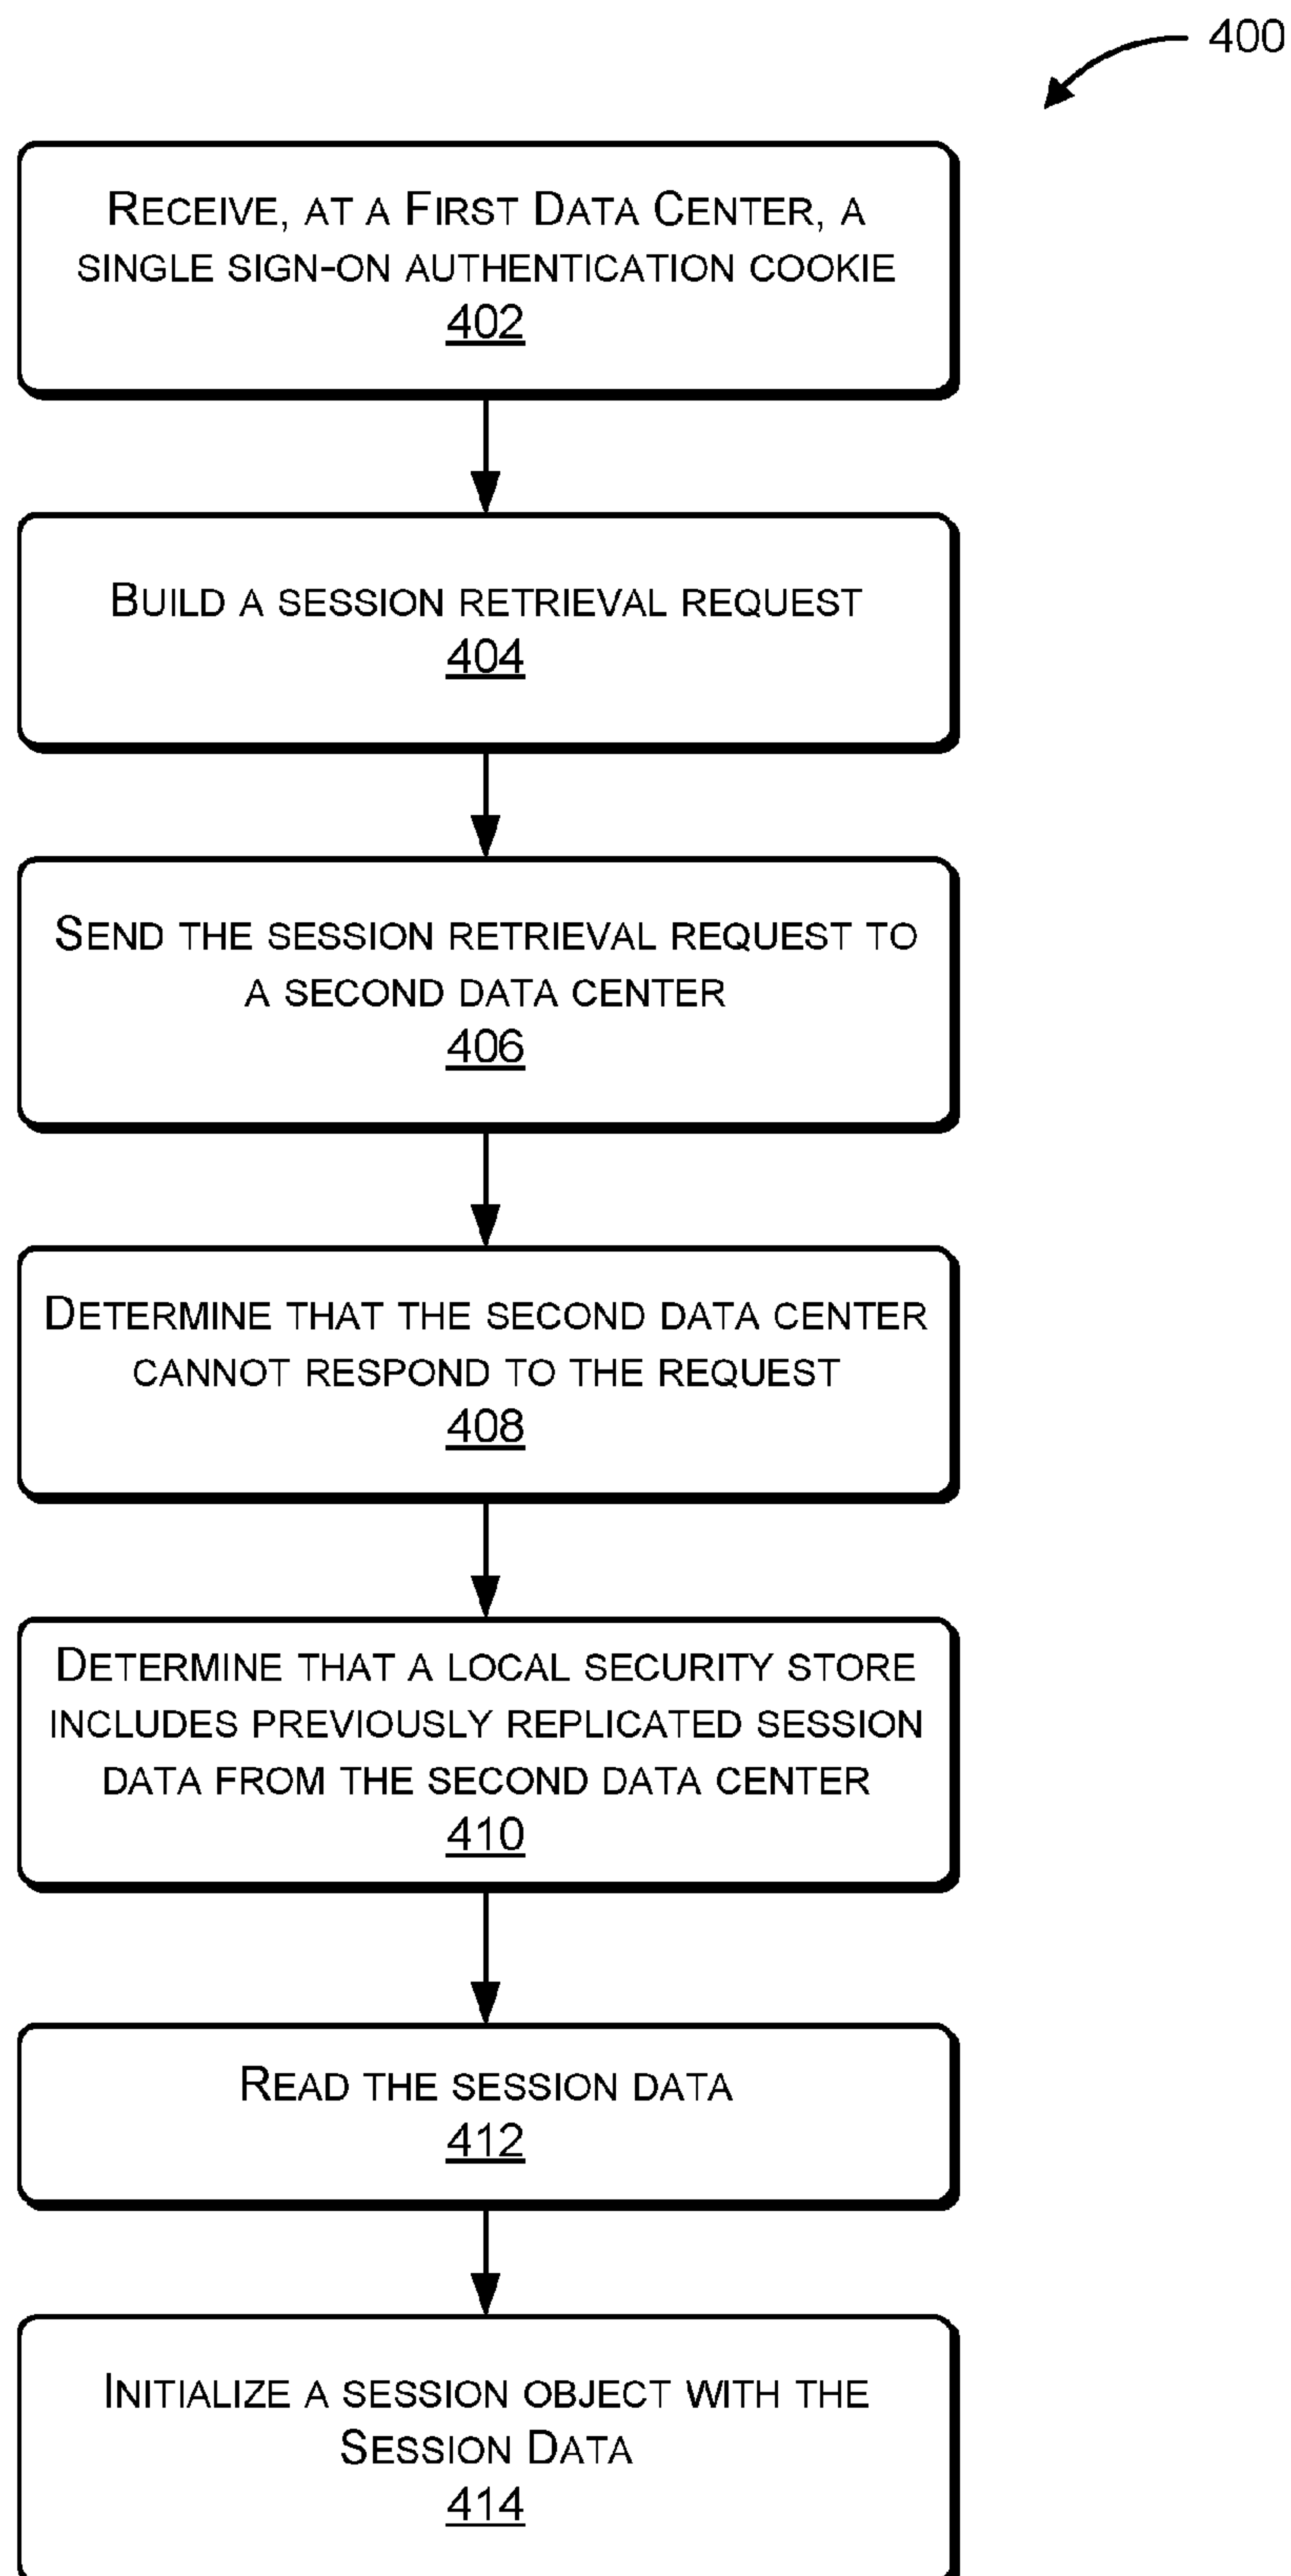 400
RECEIVE, AT A FIRST DATA CENTER, A
SINGLE SIGN-ON AUTHENTICATION COOKIE
402
BUILD A SESSION RETRIEVAL REQUEST
404
SEND THE SESSION RETRIEVAL REQUEST TO
A SECOND DATA CENTER
406
DETERMINE THAT THE SECOND DATA CENTER
CANNOT RESPOND TO THE REQUEST
408
DETERMINE THAT A LOCAL SECURITY STORE
INCLUDES PREVIOUSLY REPLICATED SESSION
DATA FROM THE SECOND DATA CENTER
410
READ THE SESSION DATA
412
INITIALIZE A SESSION OBJECT WITH THE
SESSION DATA
414